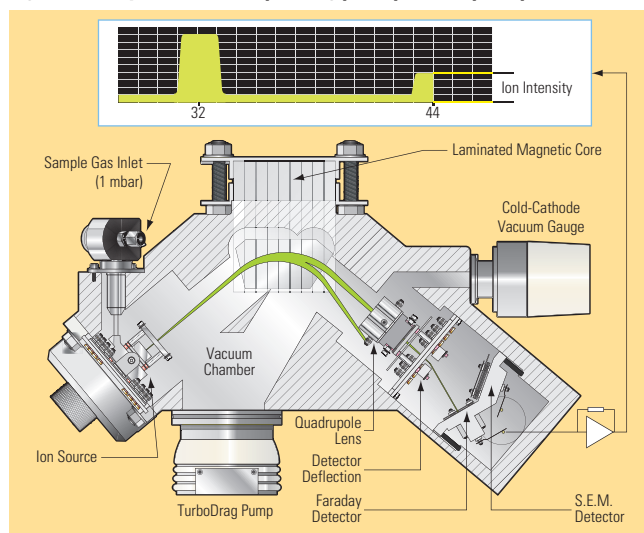 Ion Intensity
32
44
Laminated Magnetic Core
Sample Gas Inlet
(1 mbar)
Cold-Cathode
Vacuum Gauge
Vacuum
Chamber
Quadrupole
Lens
Ion Source
Detector
Deflection
TurboDrag Pump
Faraday
Detector
S.E.M.
Detector